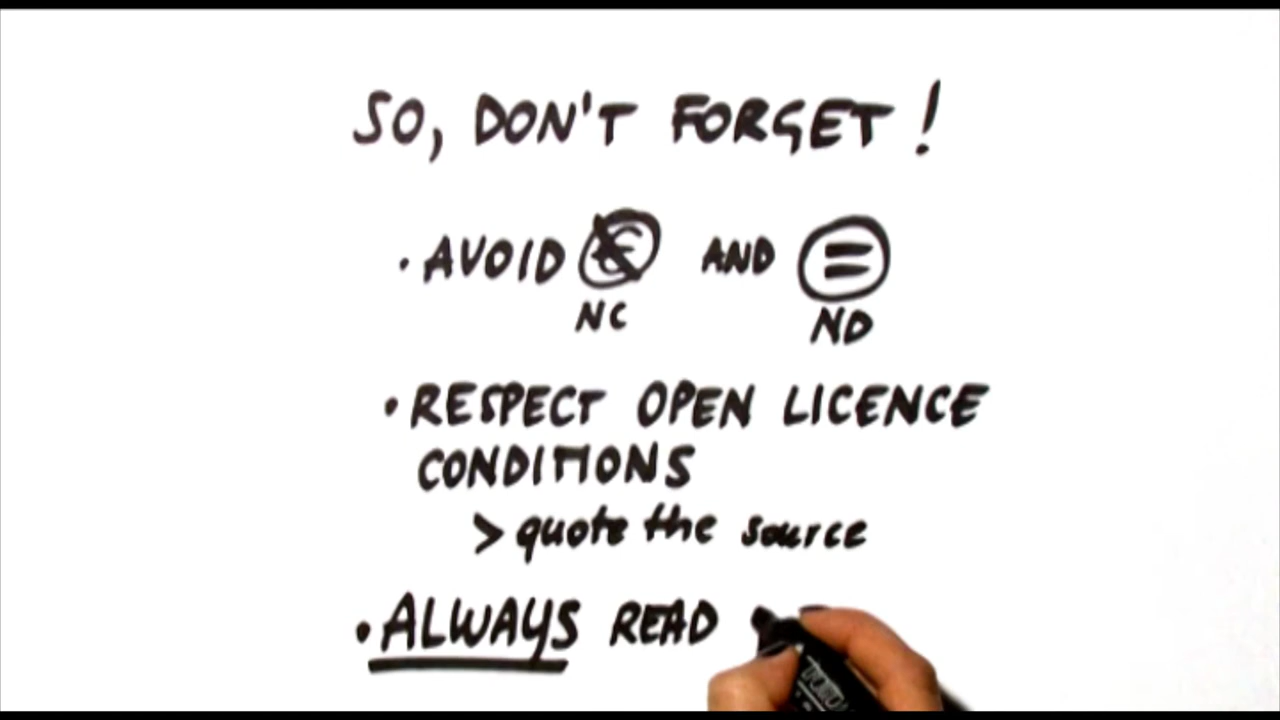 SO, DON'T FORGET!
· AVOID € AND =
NC ND
· RESPECT OPEN LICENCE
CONDITIONS
> quote the source
· ALWAYS READ